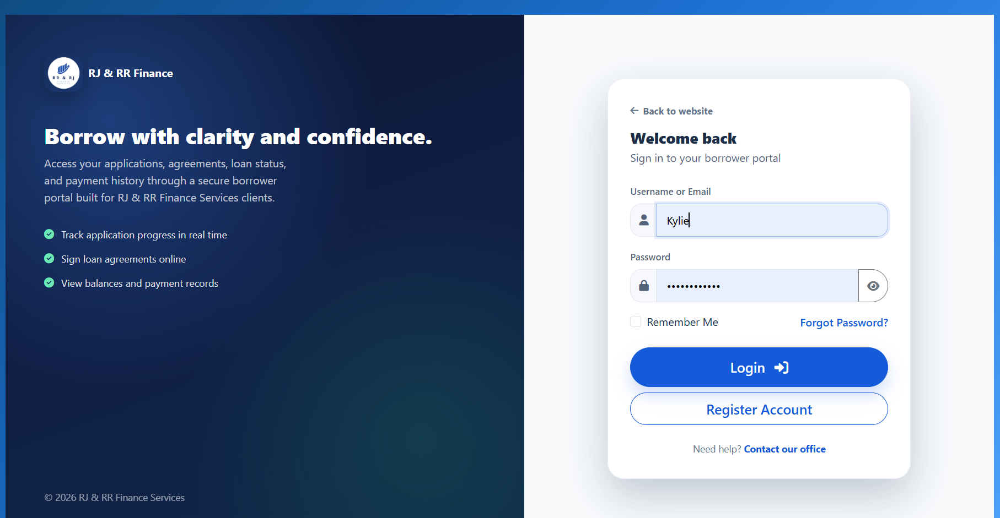 RR & RJ
RJ & RR Finance
Borrow with clarity and confidence.
Access your applications, agreements, loan status,
and payment history through a secure borrower
portal built for RJ & RR Finance Services clients.
Track application progress in real time
Sign loan agreements online
View balances and payment records
© 2026 RJ & RR Finance Services
Back to website
Welcome back
Sign in to your borrower portal
Username or Email
Kylie
Password
••••••••••••
Remember Me
Forgot Password?
Login
Register Account
Need help? Contact our office